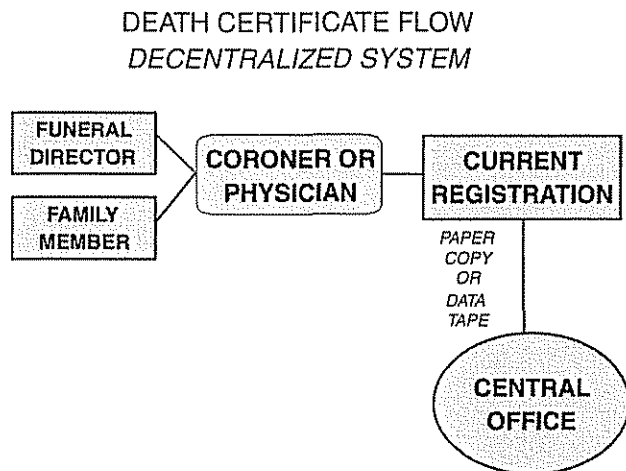 DEATH CERTIFICATE FLOW
DECENTRALIZED SYSTEM
FUNERAL
DIRECTOR
FAMILY
MEMBER
CORONER OR
PHYSICIAN
CURRENT
REGISTRATION
PAPER
COPY
OR
DATA
TAPE
CENTRAL
OFFICE